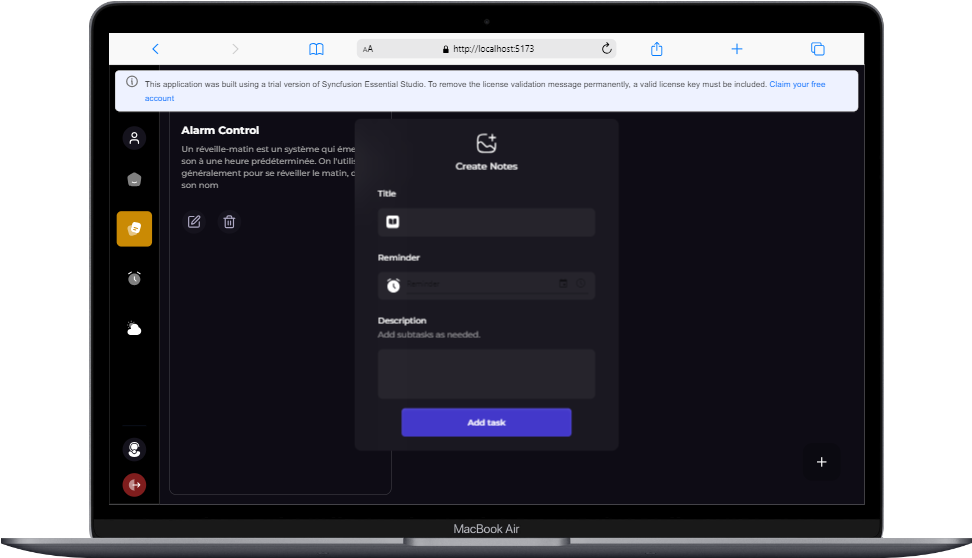 AA
http://localhost:5173
This application was built using a trial version of Syncfusion Essential Studio. To remove the license validation message permanently, a valid license key must be included. Claim your free
account
Alarm Control
Un réveille-matin est un système qui éme
son à une heure prédéterminée. On l'utilis
généralement pour se réveiller le matin, d
son nom
Create Notes
Title
Reminder
Reminder
Description
Add subtasks as needed.
Add task
MacBook Air